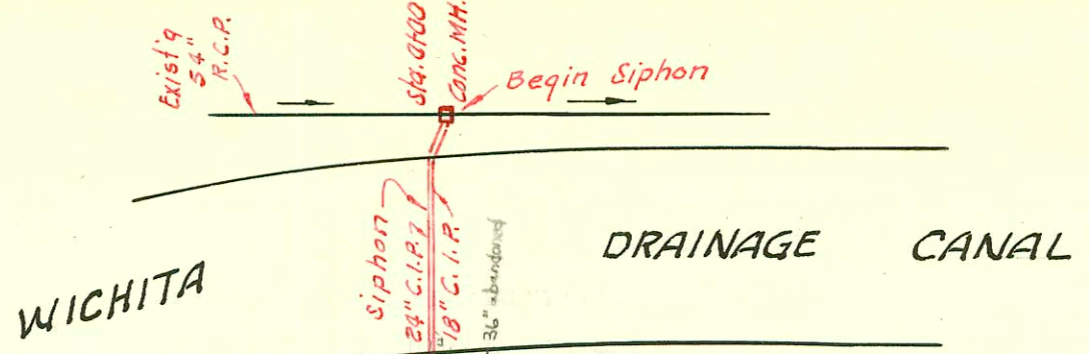 Exist'g
54"
R.C.P.
Sta. 0+00
Conc. MH.
Begin Siphon
Siphon
24" C.I.P. &
18" C.I.P.
36" abandoned
WICHITA
DRAINAGE CANAL